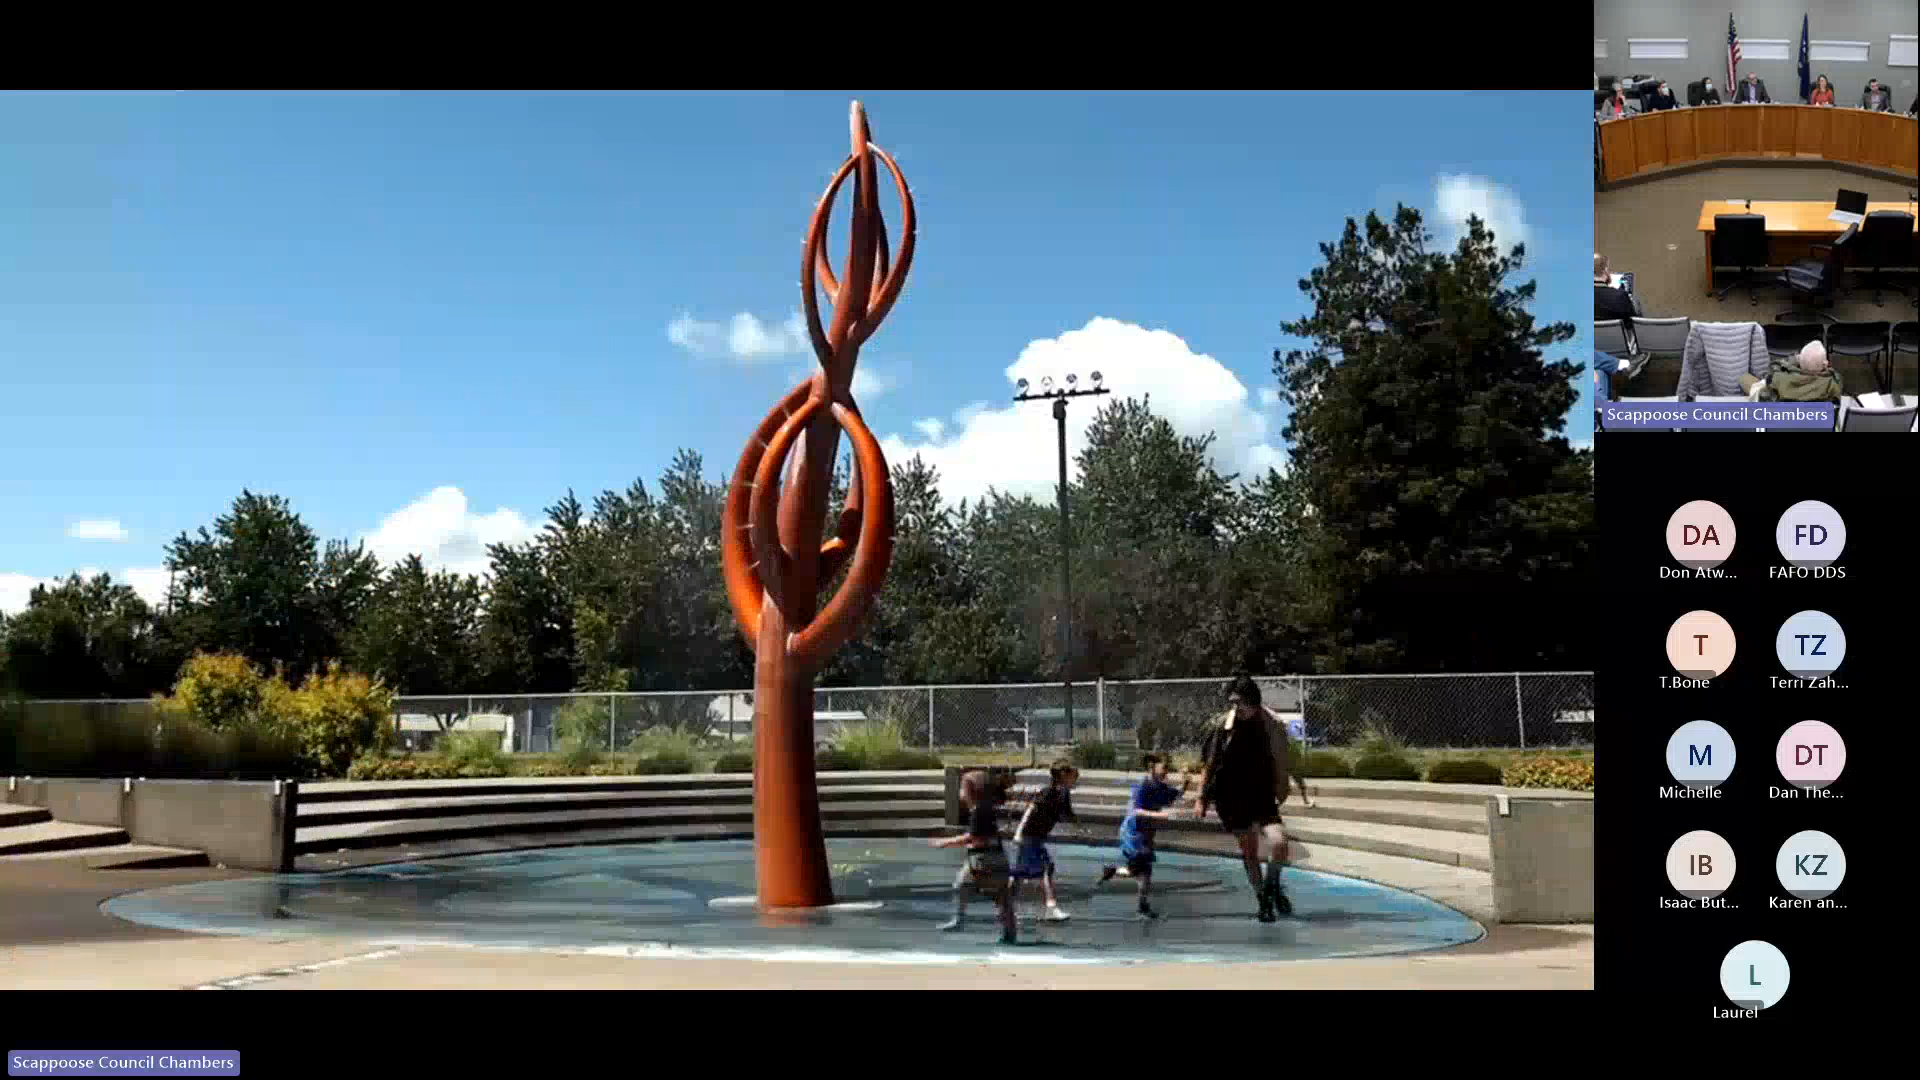 Scappoose Council Chambers
DA
FD
Don Atw...
FAFO DDS
T
TZ
T.Bone
Terri Zah...
M
DT
Michelle
Dan The...
IB
KZ
Isaac But...
Karen an...
L
Laurel
Scappoose Council Chambers